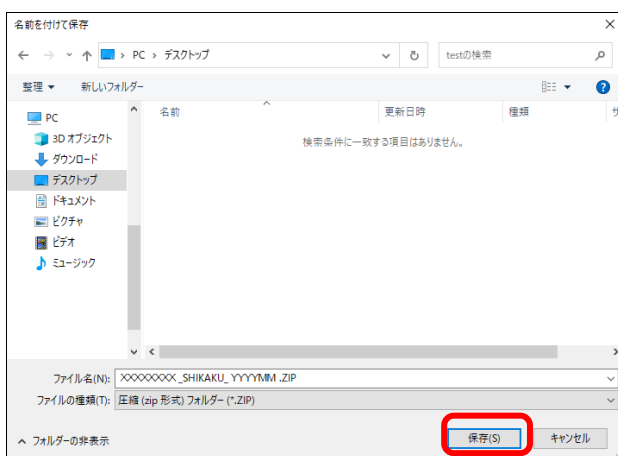 名前を付けて保存
PC › デスクトップ
testの検索
整理 新しいフォルダー
PC
3D オブジェクト
ダウンロード
デスクトップ
ドキュメント
ピクチャ
ビデオ
ミュージック
名前 更新日時 種類 サ
検索条件に一致する項目はありません。
ファイル名(N): XXXXXXXX_SHIKAKU_ YYYYMM .ZIP
ファイルの種類(T): 圧縮 (zip 形式) フォルダー (*.ZIP)
フォルダーの非表示
保存(S) キャンセル